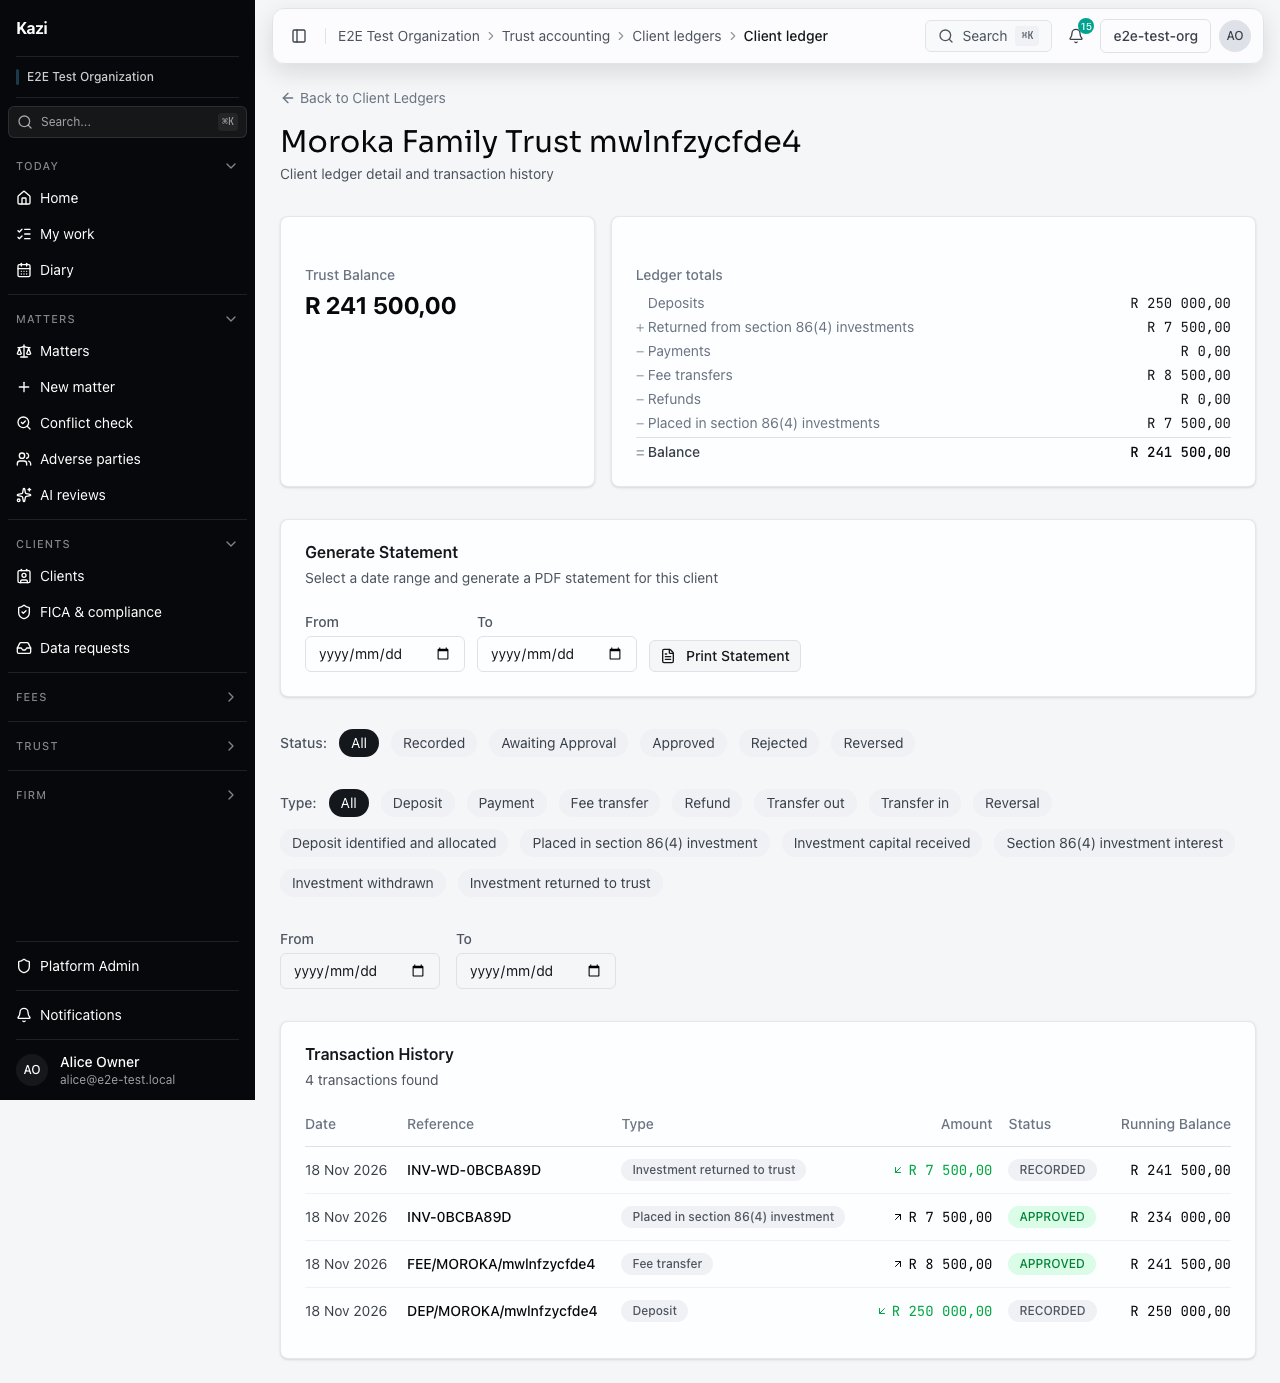 Kazi
E2E Test Organization
Search... ⌘K
TODAY
Home
My work
Diary
MATTERS
Matters
New matter
Conflict check
Adverse parties
AI reviews
CLIENTS
Clients
FICA & compliance
Data requests
FEES
TRUST
FIRM
Platform Admin
Notifications
AO
Alice Owner
alice@e2e-test.local
E2E Test Organization > Trust accounting > Client ledgers > Client ledger
Search ⌘K
15
e2e-test-org
AO
← Back to Client Ledgers
Moroka Family Trust mwlnfzycfde4
Client ledger detail and transaction history
Trust Balance
R 241 500,00
Ledger totals
Deposits R 250 000,00
+ Returned from section 86(4) investments R 7 500,00
− Payments R 0,00
− Fee transfers R 8 500,00
− Refunds R 0,00
− Placed in section 86(4) investments R 7 500,00
= Balance R 241 500,00
Generate Statement
Select a date range and generate a PDF statement for this client
From To
yyyy/mm/dd yyyy/mm/dd Print Statement
Status: All Recorded Awaiting Approval Approved Rejected Reversed
Type: All Deposit Payment Fee transfer Refund Transfer out Transfer in Reversal
Deposit identified and allocated Placed in section 86(4) investment Investment capital received Section 86(4) investment interest
Investment withdrawn Investment returned to trust
From To
yyyy/mm/dd yyyy/mm/dd
Transaction History
4 transactions found
Date Reference Type Amount Status Running Balance
18 Nov 2026 INV-WD-0BCBA89D Investment returned to trust ↙ R 7 500,00 RECORDED R 241 500,00
18 Nov 2026 INV-0BCBA89D Placed in section 86(4) investment ↗ R 7 500,00 APPROVED R 234 000,00
18 Nov 2026 FEE/MOROKA/mwlnfzycfde4 Fee transfer ↗ R 8 500,00 APPROVED R 241 500,00
18 Nov 2026 DEP/MOROKA/mwlnfzycfde4 Deposit ↙ R 250 000,00 RECORDED R 250 000,00